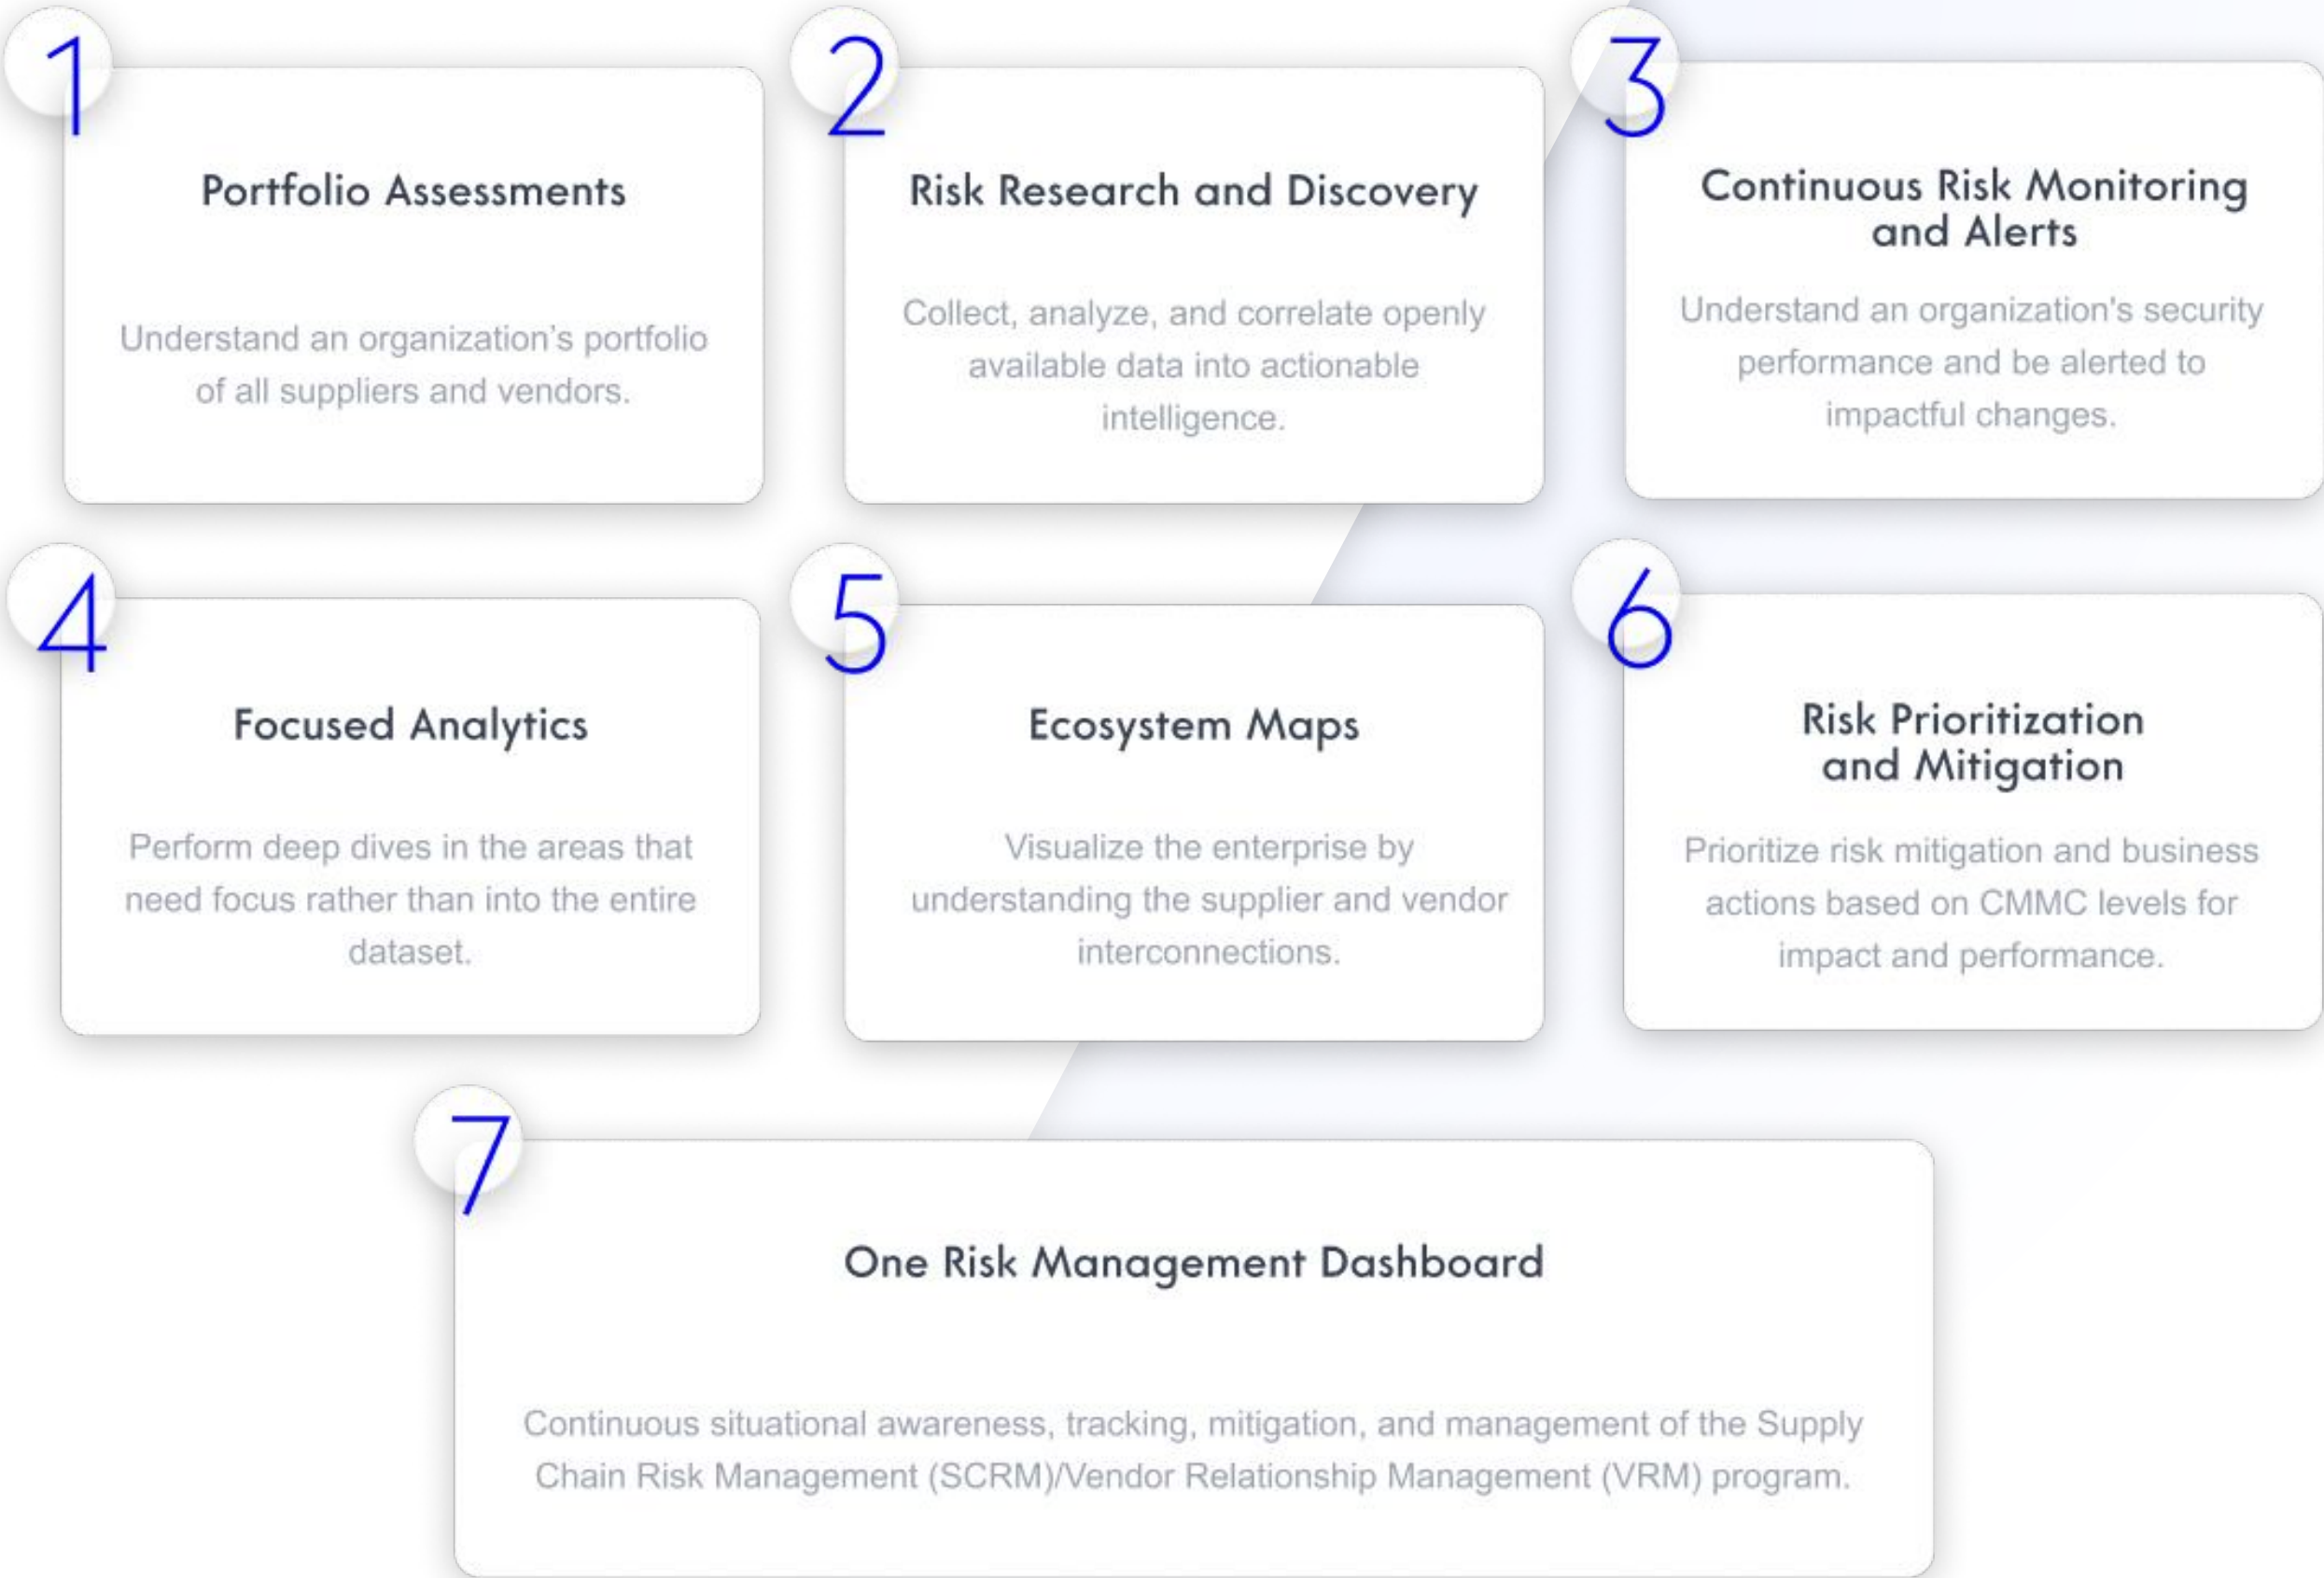 1
Portfolio Assessments
Understand an organization's portfolio
of all suppliers and vendors.
2
Risk Research and Discovery
Collect, analyze, and correlate openly
available data into actionable
intelligence.
3
Continuous Risk Monitoring
and Alerts
Understand an organization's security
performance and be alerted to
impactful changes.
4
Focused Analytics
Perform deep dives in the areas that
need focus rather than into the entire
dataset.
5
Ecosystem Maps
Visualize the enterprise by
understanding the supplier and vendor
interconnections.
6
Risk Prioritization
and Mitigation
Prioritize risk mitigation and business
actions based on CMMC levels for
impact and performance.
7
One Risk Management Dashboard
Continuous situational awareness, tracking, mitigation, and management of the Supply
Chain Risk Management (SCRM)/Vendor Relationship Management (VRM) program.